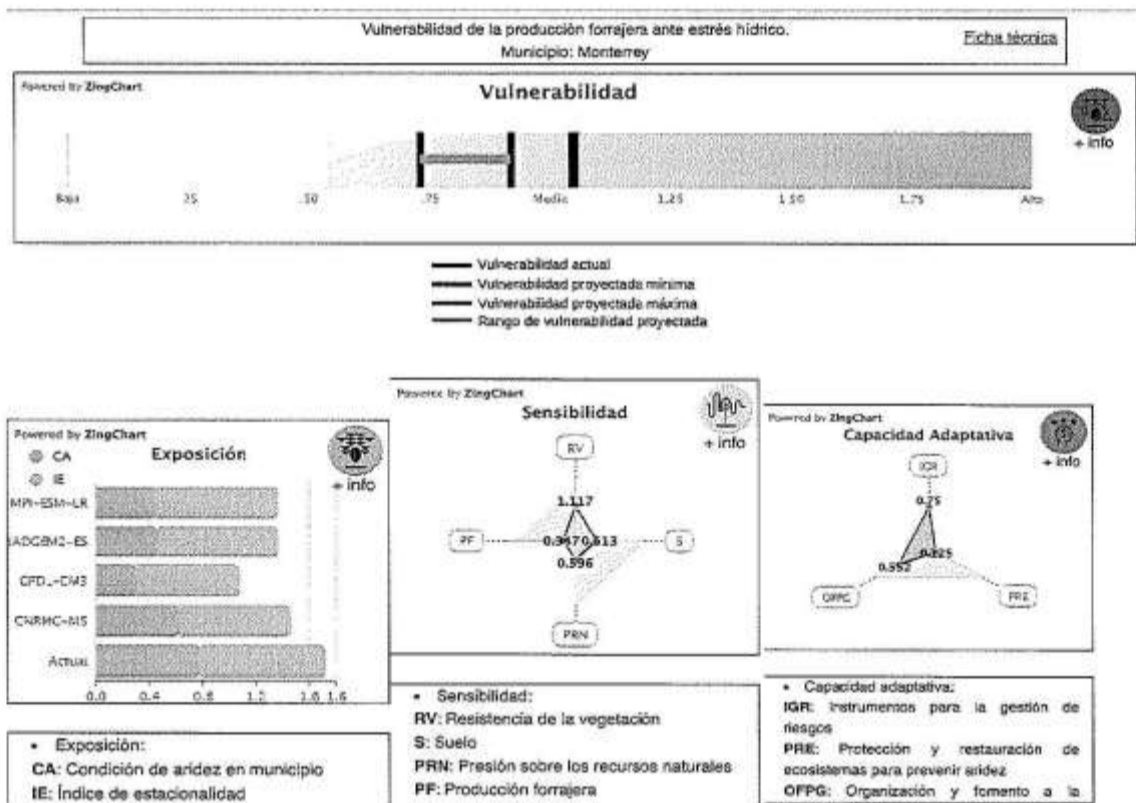 Vulnerabilidad de la producción forrajera ante estrés hídrico.
Municipio: Monterrey
Ficha técnica
Powered by ZingChart
Vulnerabilidad
+ info
Baja .25 .50 .75 Media 1.25 1.50 1.75 Alto
Vulnerabilidad actual
Vulnerabilidad proyectada mínima
Vulnerabilidad proyectada máxima
Rango de vulnerabilidad proyectada
Powered by ZingChart
CA
IE
Exposición
+ info
MPI-ESM-LR
HADGEM2-ES
CNRMC-M5
Actual
0.0 0.4 0.8 1.2 1.6
Powered by ZingChart
Sensibilidad
+ info
RV
1.117
PF 0.347 0.613 S
0.596
PRN
Powered by ZingChart
Capacidad Adaptativa
+ info
IGR
0.75
0.552
OFPG PRE
• Exposición:
CA: Condición de aridez en municipio
IE: Índice de estacionalidad
• Sensibilidad:
RV: Resistencia de la vegetación
S: Suelo
PRN: Presión sobre los recursos naturales
PF: Producción forrajera
• Capacidad adaptativa:
IGR: Instrumentos para la gestión de
riesgos
PRE: Protección y restauración de
ecosistemas para prevenir aridez
OFPG: Organización y fomento a la